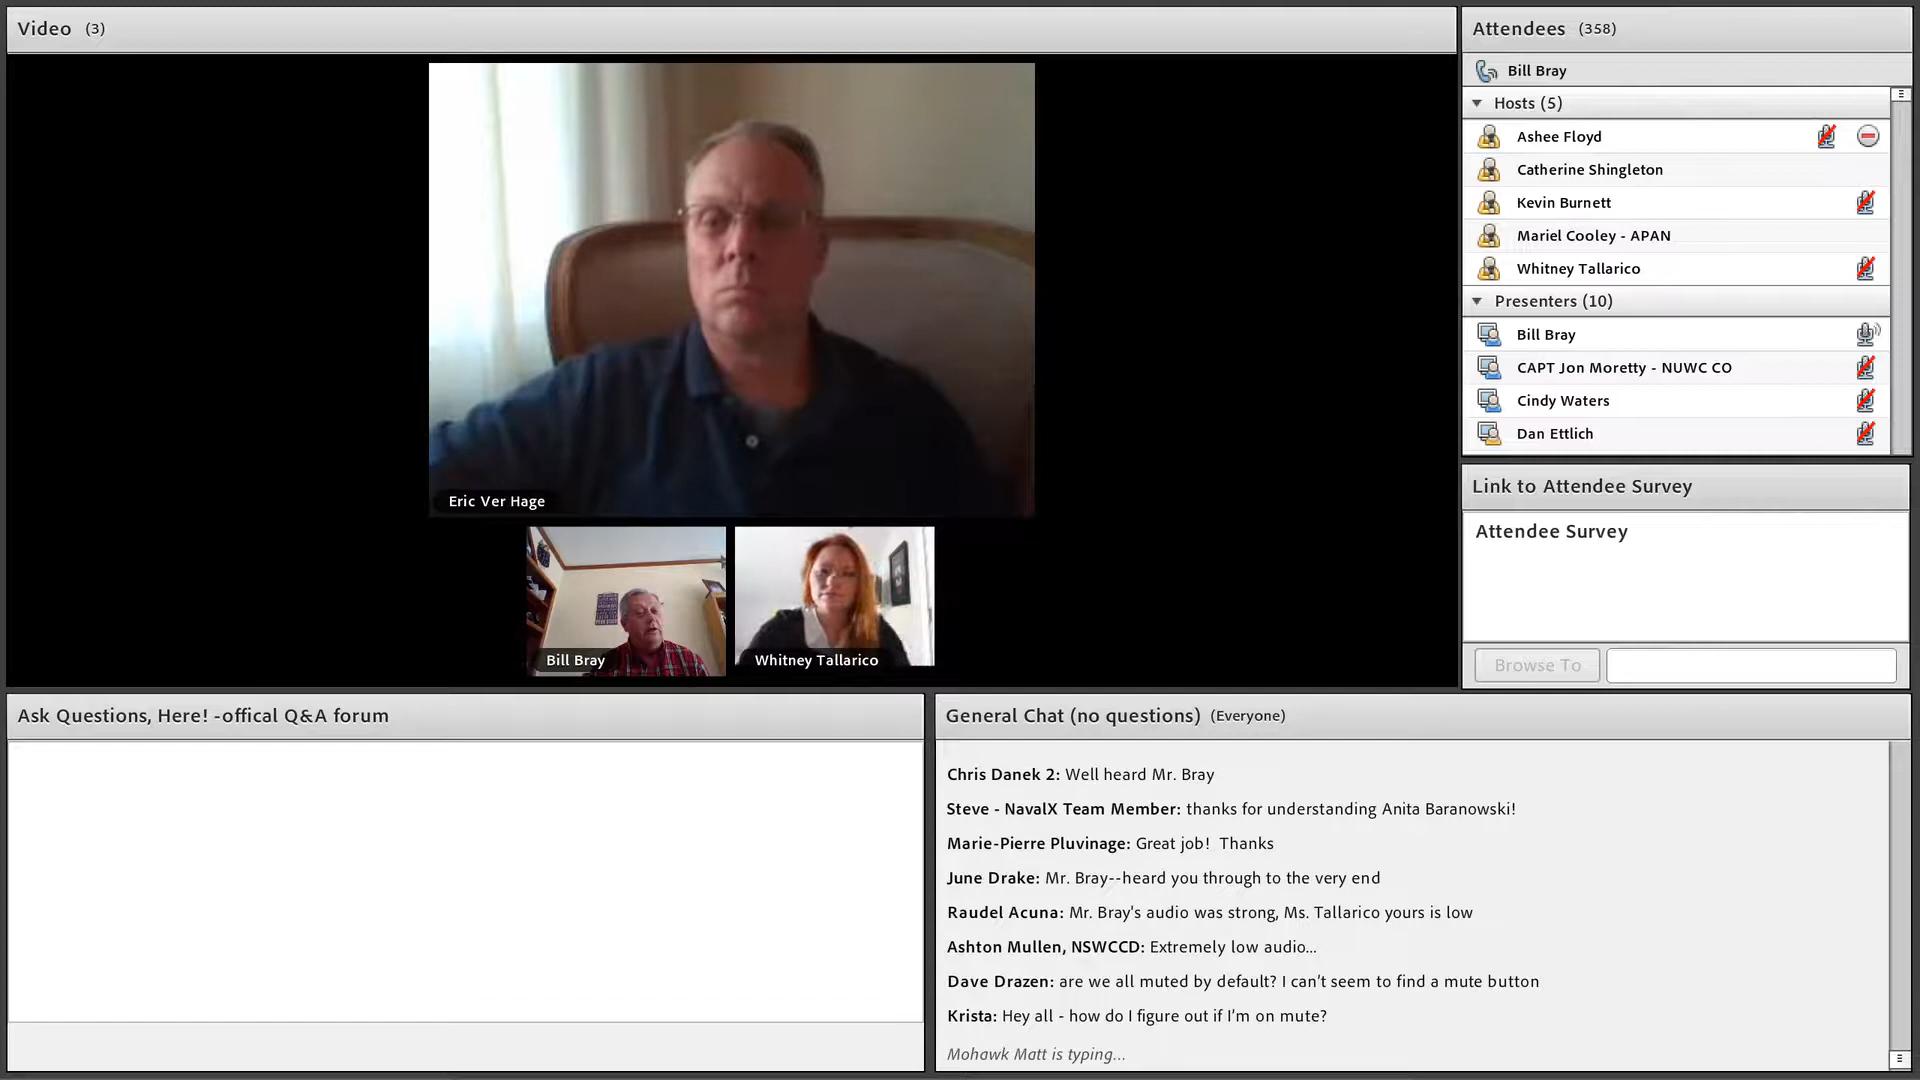 Video (3)
Eric Ver Hage
Bill Bray
Whitney Tallarico
Attendees (358)
Bill Bray
Hosts (5)
Ashee Floyd
Catherine Shingleton
Kevin Burnett
Mariel Cooley - APAN
Whitney Tallarico
Presenters (10)
Bill Bray
CAPT Jon Moretty - NUWC CO
Cindy Waters
Dan Ettlich
Link to Attendee Survey
Attendee Survey
Browse To
Ask Questions, Here! -offical Q&A forum
General Chat (no questions) (Everyone)
Chris Danek 2: Well heard Mr. Bray
Steve - NavalX Team Member: thanks for understanding Anita Baranowski!
Marie-Pierre Pluvinage: Great job!  Thanks
June Drake: Mr. Bray--heard you through to the very end
Raudel Acuna: Mr. Bray's audio was strong, Ms. Tallarico yours is low
Ashton Mullen, NSWCCD: Extremely low audio...
Dave Drazen: are we all muted by default? I can't seem to find a mute button
Krista: Hey all - how do I figure out if I'm on mute?
Mohawk Matt is typing...